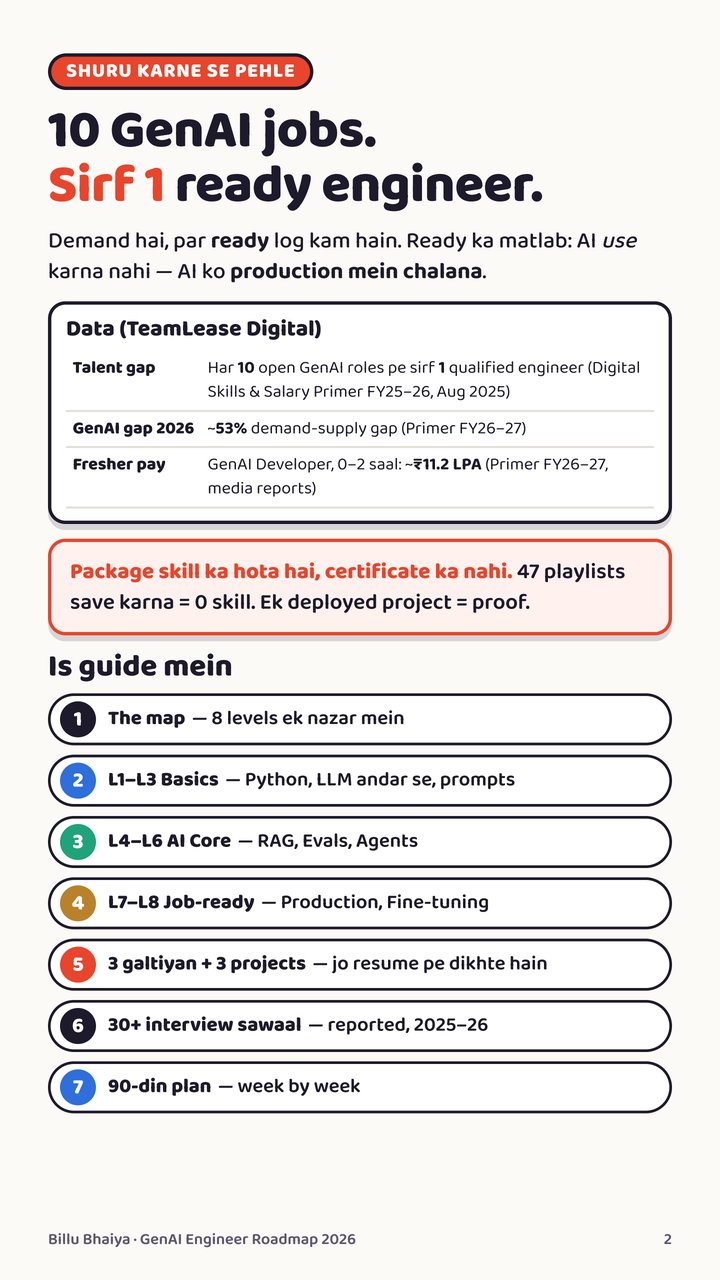 SHURU KARNE SE PEHLE
10 GenAI jobs.
Sirf 1 ready engineer.
Demand hai, par ready log kam hain. Ready ka matlab: AI use
karna nahi — AI ko production mein chalana.
Data (TeamLease Digital)
Talent gap Har 10 open GenAI roles pe sirf 1 qualified engineer (Digital
Skills & Salary Primer FY25–26, Aug 2025)
GenAI gap 2026 ~53% demand-supply gap (Primer FY26–27)
Fresher pay GenAI Developer, 0–2 saal: ~₹11.2 LPA (Primer FY26–27,
media reports)
Package skill ka hota hai, certificate ka nahi. 47 playlists
save karna = 0 skill. Ek deployed project = proof.
Is guide mein
1 The map — 8 levels ek nazar mein
2 L1–L3 Basics — Python, LLM andar se, prompts
3 L4–L6 AI Core — RAG, Evals, Agents
4 L7–L8 Job-ready — Production, Fine-tuning
5 3 galtiyan + 3 projects — jo resume pe dikhte hain
6 30+ interview sawaal — reported, 2025–26
7 90-din plan — week by week
Billu Bhaiya · GenAI Engineer Roadmap 2026 2